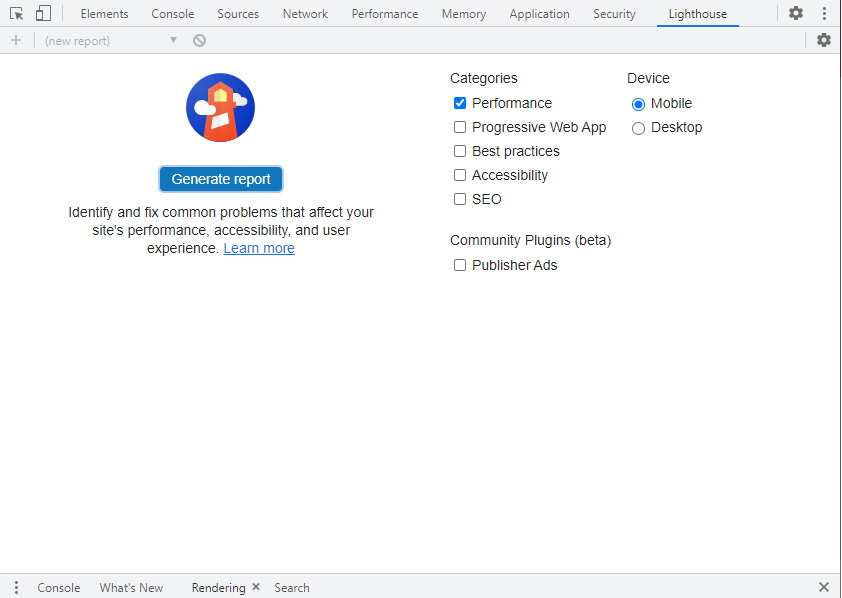 Elements Console Sources Network Performance Memory Application Security Lighthouse
(new report)
Generate report
Identify and fix common problems that affect your
site's performance, accessibility, and user
experience. Learn more
Categories
Performance
Progressive Web App
Best practices
Accessibility
SEO
Community Plugins (beta)
Publisher Ads
Device
Mobile
Desktop
Console What's New Rendering Search